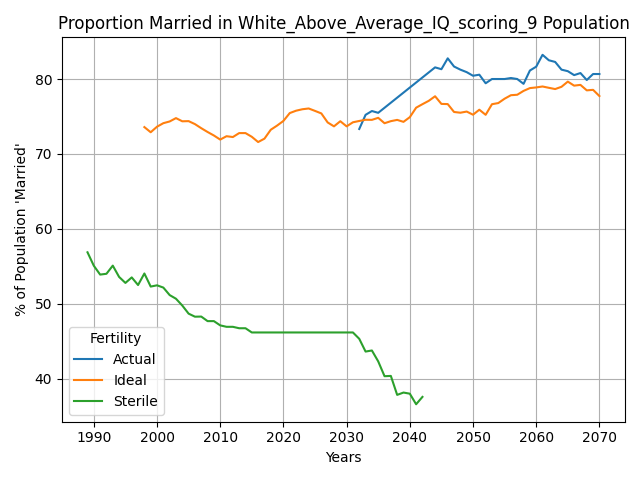 Proportion Married in White_Above_Average_IQ_scoring_9 Population
% of Population 'Married'
80
70
60
50
40
Fertility
Actual
Ideal
Sterile
1990 2000 2010 2020 2030 2040 2050 2060 2070
Years